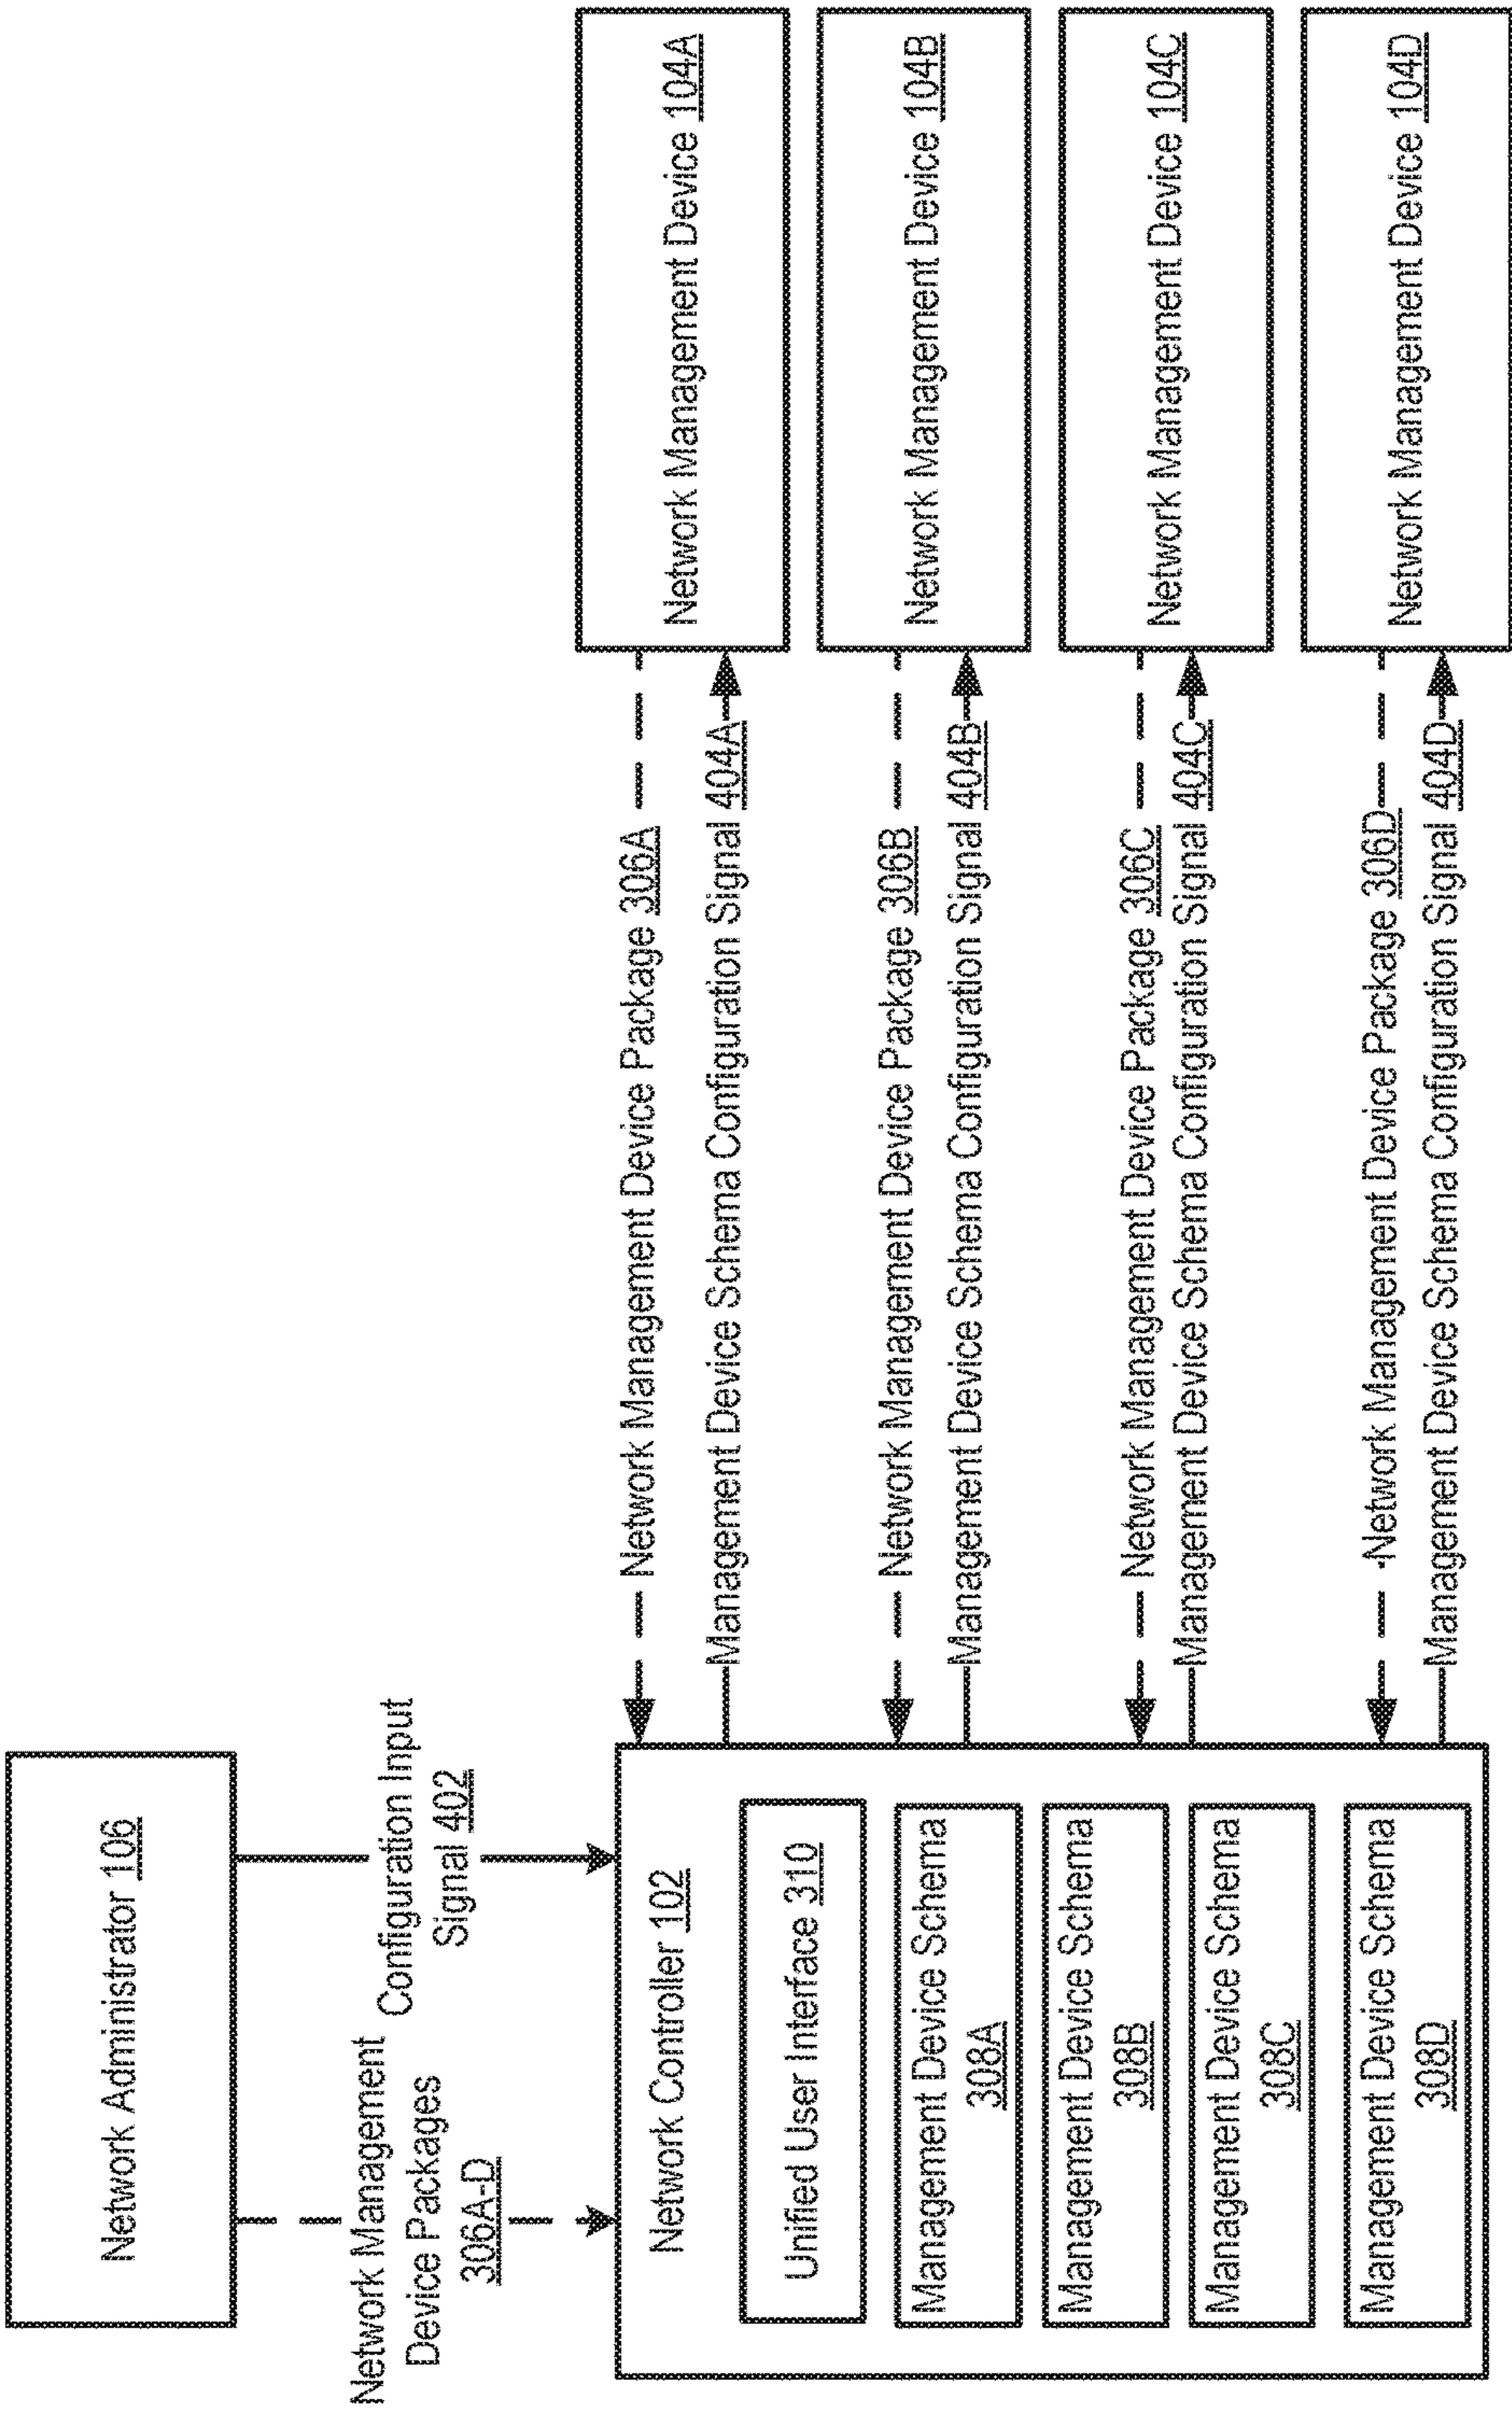 Network Administrator 106
Network Management
Device Packages
306A-D
Configuration Input
Signal 402
Network Controller 102
Unified User Interface 310
Management Device Schema
308A
Management Device Schema
308B
Management Device Schema
308C
Management Device Schema
308D
Network Management Device Package 306A
Management Device Schema Configuration Signal 404A
Network Management Device Package 306B
Management Device Schema Configuration Signal 404B
Network Management Device Package 306C
Management Device Schema Configuration Signal 404C
Network Management Device Package 306D
Management Device Schema Configuration Signal 404D
Network Management Device 104A
Network Management Device 104B
Network Management Device 104C
Network Management Device 104D